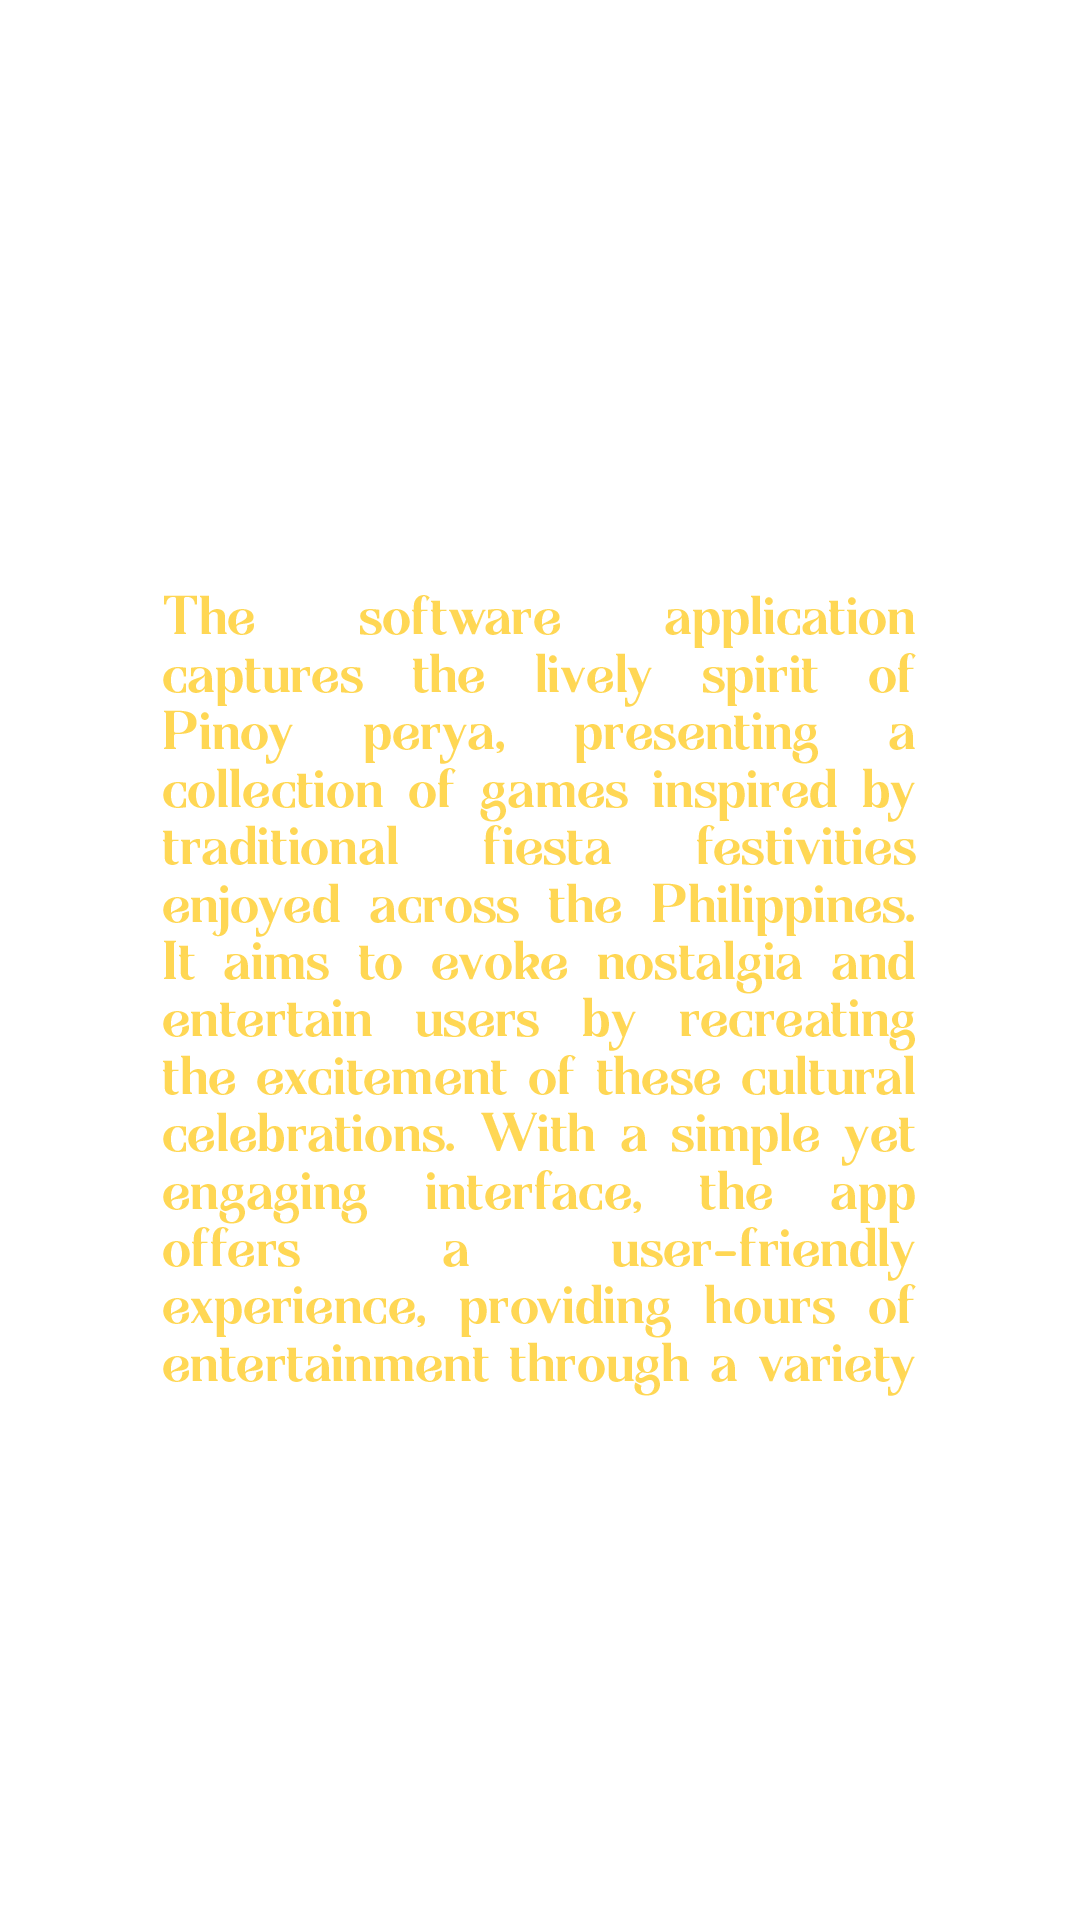 The software application
captures the lively spirit of
Pinoy perya, presenting a
collection of games inspired by
traditional fiesta festivities
enjoyed across the Philippines.
It aims to evoke nostalgia and
entertain users by recreating
the excitement of these cultural
celebrations. With a simple yet
engaging interface, the app
offers a user-friendly
experience, providing hours of
entertainment through a variety